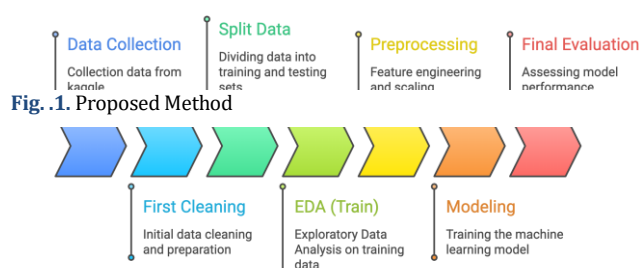 Split Data
Data Collection
Preprocessing
Final Evaluation
Dividing data into
training and testing
sets
Collection data from
kaggle
Feature engineering
and scaling
Assessing model
performance
Fig. .1. Proposed Method
First Cleaning
Initial data cleaning
and preparation
EDA (Train)
Exploratory Data
Analysis on training
data
Modeling
Training the machine
learning model